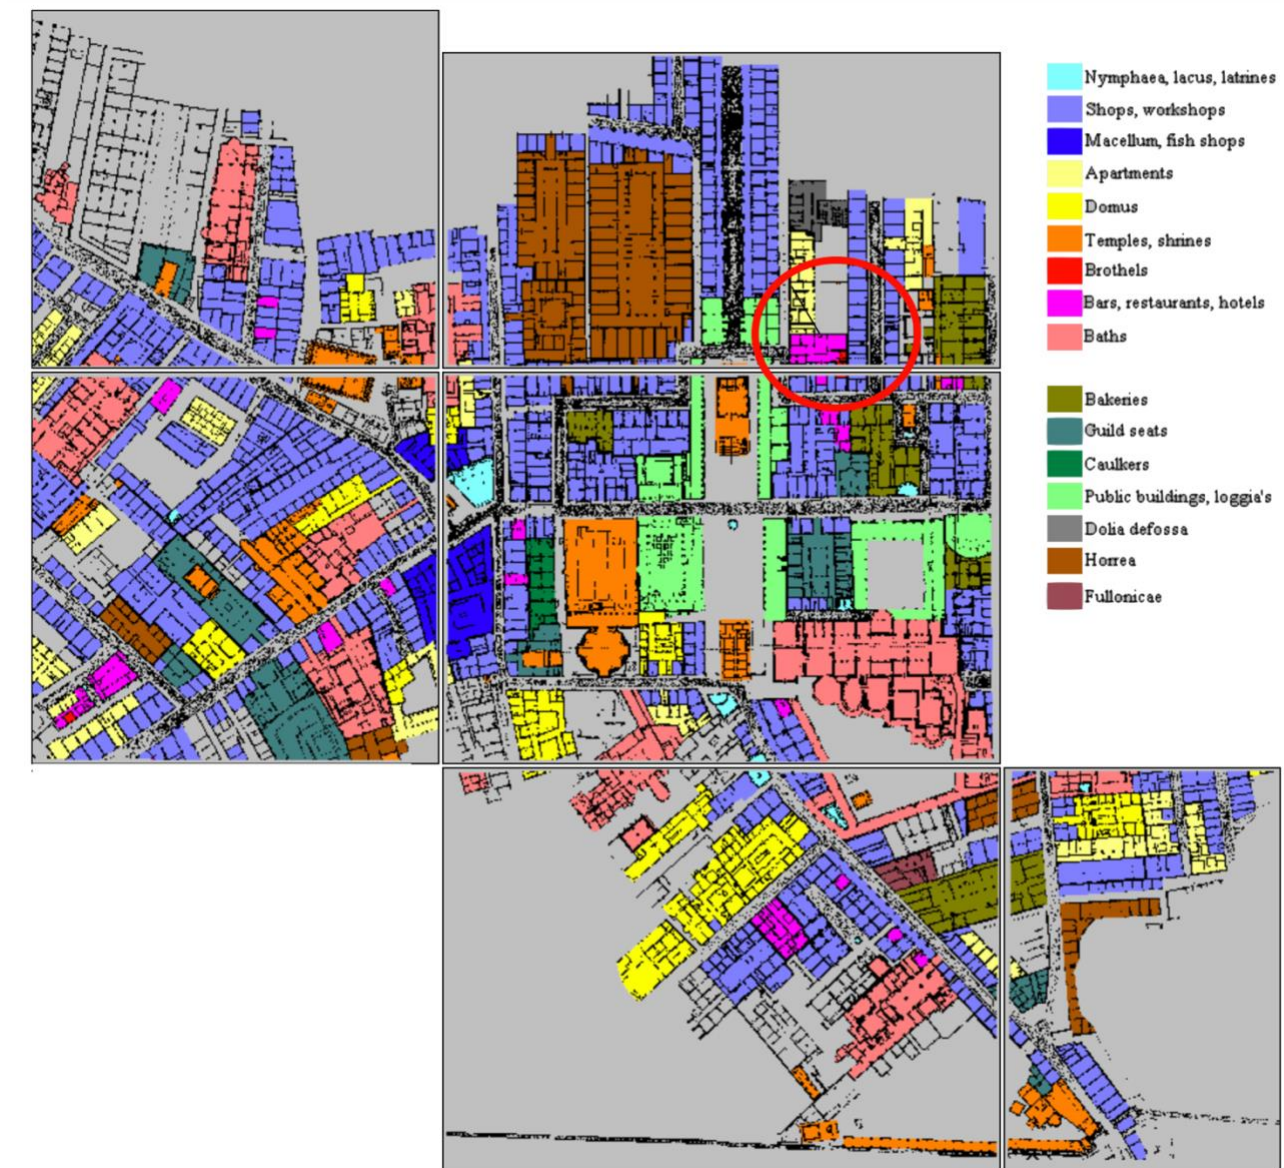 Nymphaea, lacus, latrines
Shops, workshops
Macellum, fish shops
Apartments
Domus
Temples, shrines
Brothels
Bars, restaurants, hotels
Baths
Bakeries
Guild seats
Caulkers
Public buildings, loggia's
Dolia defossa
Horrea
Fullonicae